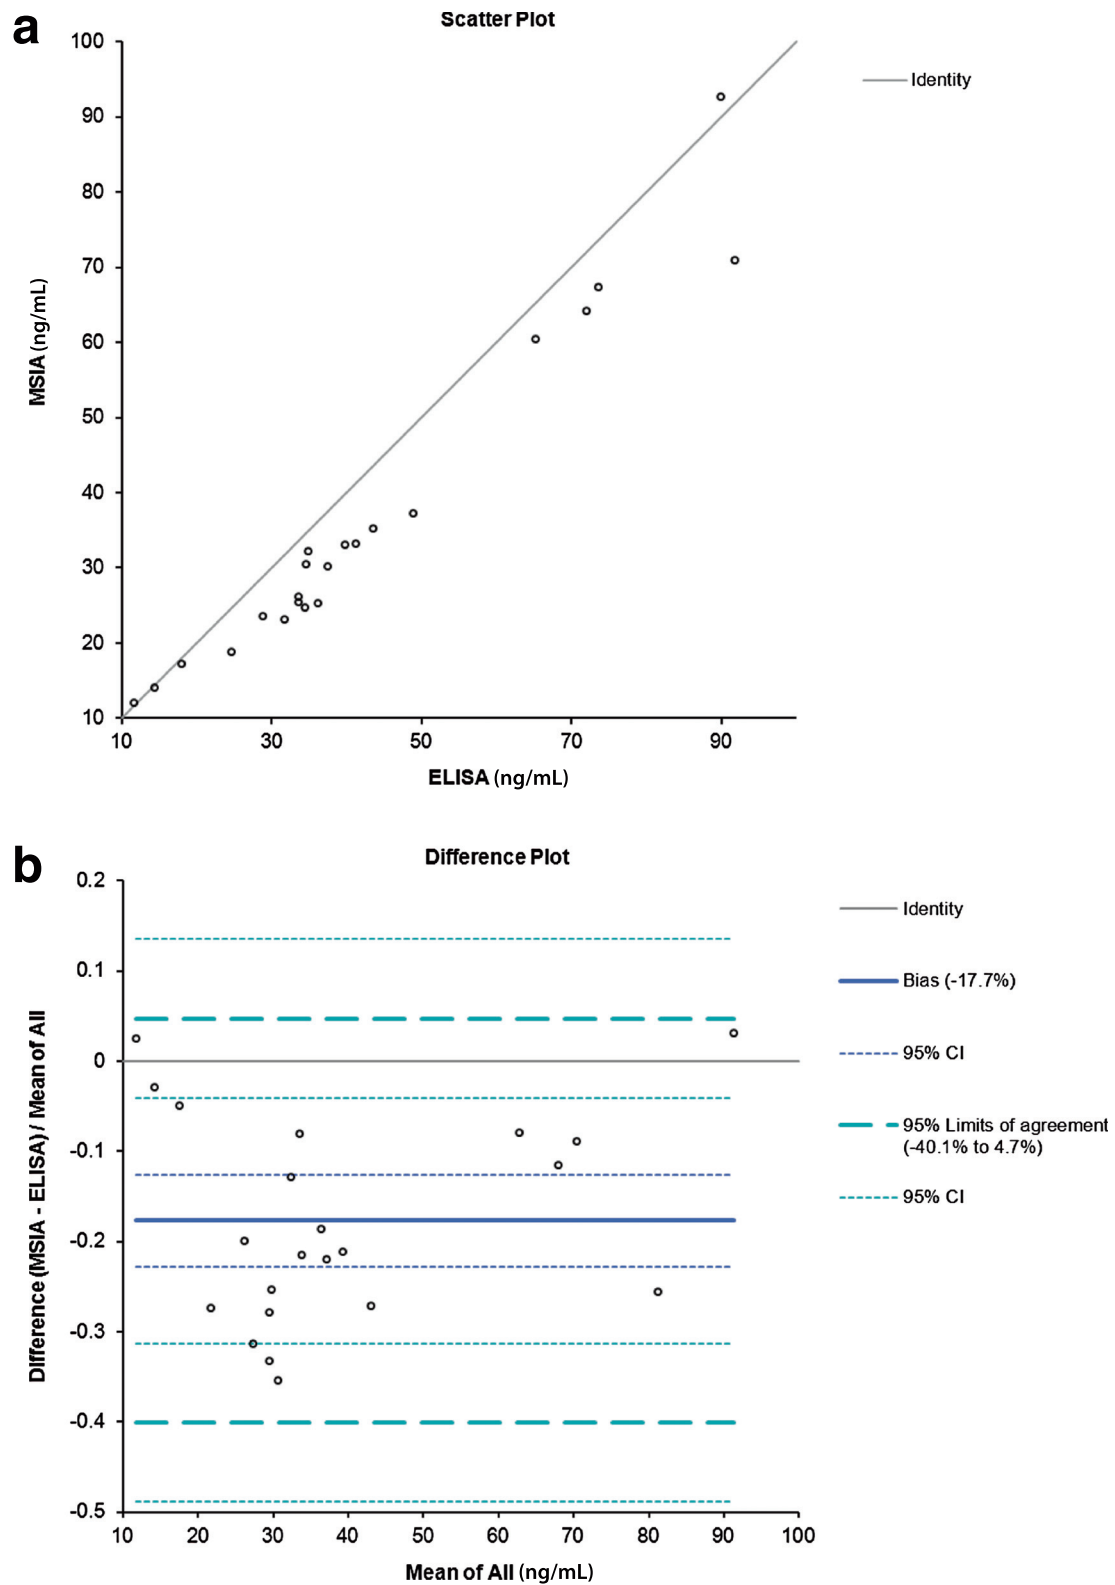 a
Scatter Plot
100
90
80
70
60
50
40
30
20
10
MSIA (ng/mL)
10 30 50 70 90
ELISA (ng/mL)
Identity
b
Difference Plot
0.2
0.1
0
-0.1
-0.2
-0.3
-0.4
-0.5
Difference (MSIA - ELISA) / Mean of All
10 20 30 40 50 60 70 80 90 100
Mean of All (ng/mL)
Identity
Bias (-17.7%)
95% CI
95% Limits of agreement
(-40.1% to 4.7%)
95% CI